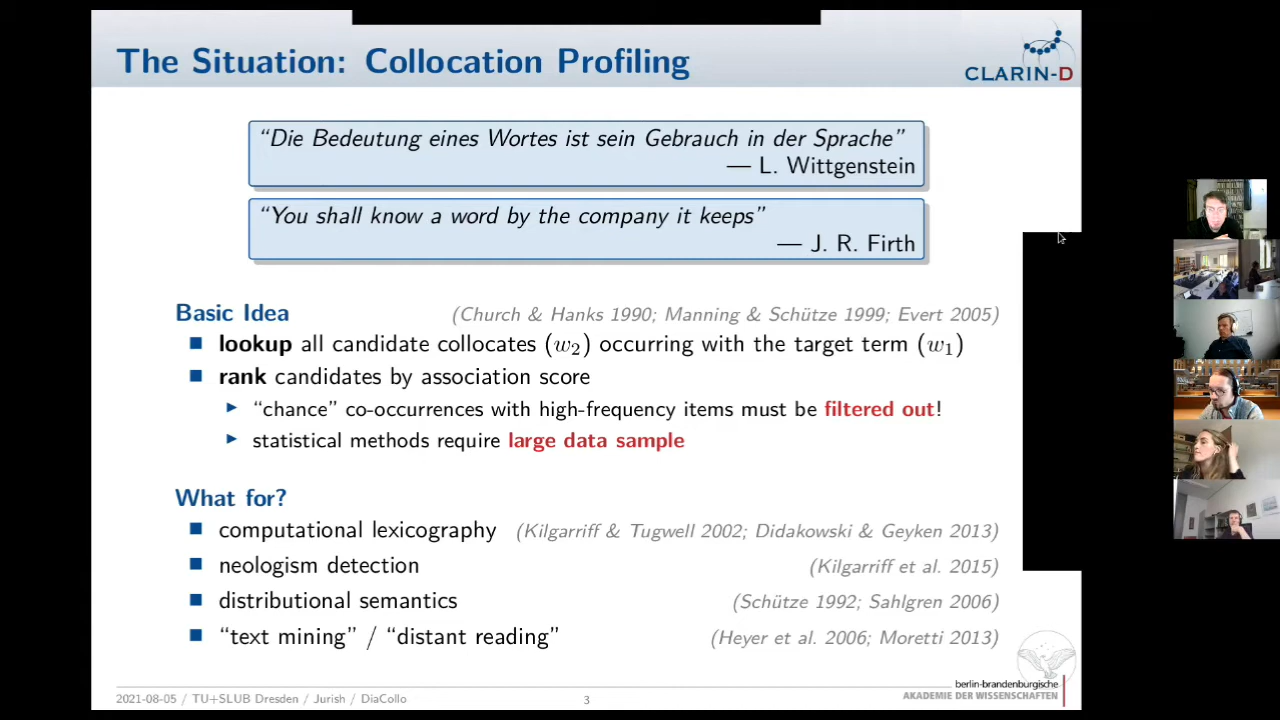 The Situation: Collocation Profiling
CLARIN-D
“Die Bedeutung eines Wortes ist sein Gebrauch in der Sprache”
— L. Wittgenstein
“You shall know a word by the company it keeps”
— J. R. Firth
Basic Idea (Church & Hanks 1990; Manning & Schütze 1999; Evert 2005)
lookup all candidate collocates (w₂) occurring with the target term (w₁)
rank candidates by association score
“chance” co-occurrences with high-frequency items must be filtered out!
statistical methods require large data sample
What for?
computational lexicography (Kilgarriff & Tugwell 2002; Didakowski & Geyken 2013)
neologism detection (Kilgarriff et al. 2015)
distributional semantics (Schütze 1992; Sahlgren 2006)
“text mining” / “distant reading” (Heyer et al. 2006; Moretti 2013)
2021-08-05 / TU+SLUB Dresden / Jurish / DiaCollo
3
berlin-brandenburgische
AKADEMIE DER WISSENSCHAFTEN